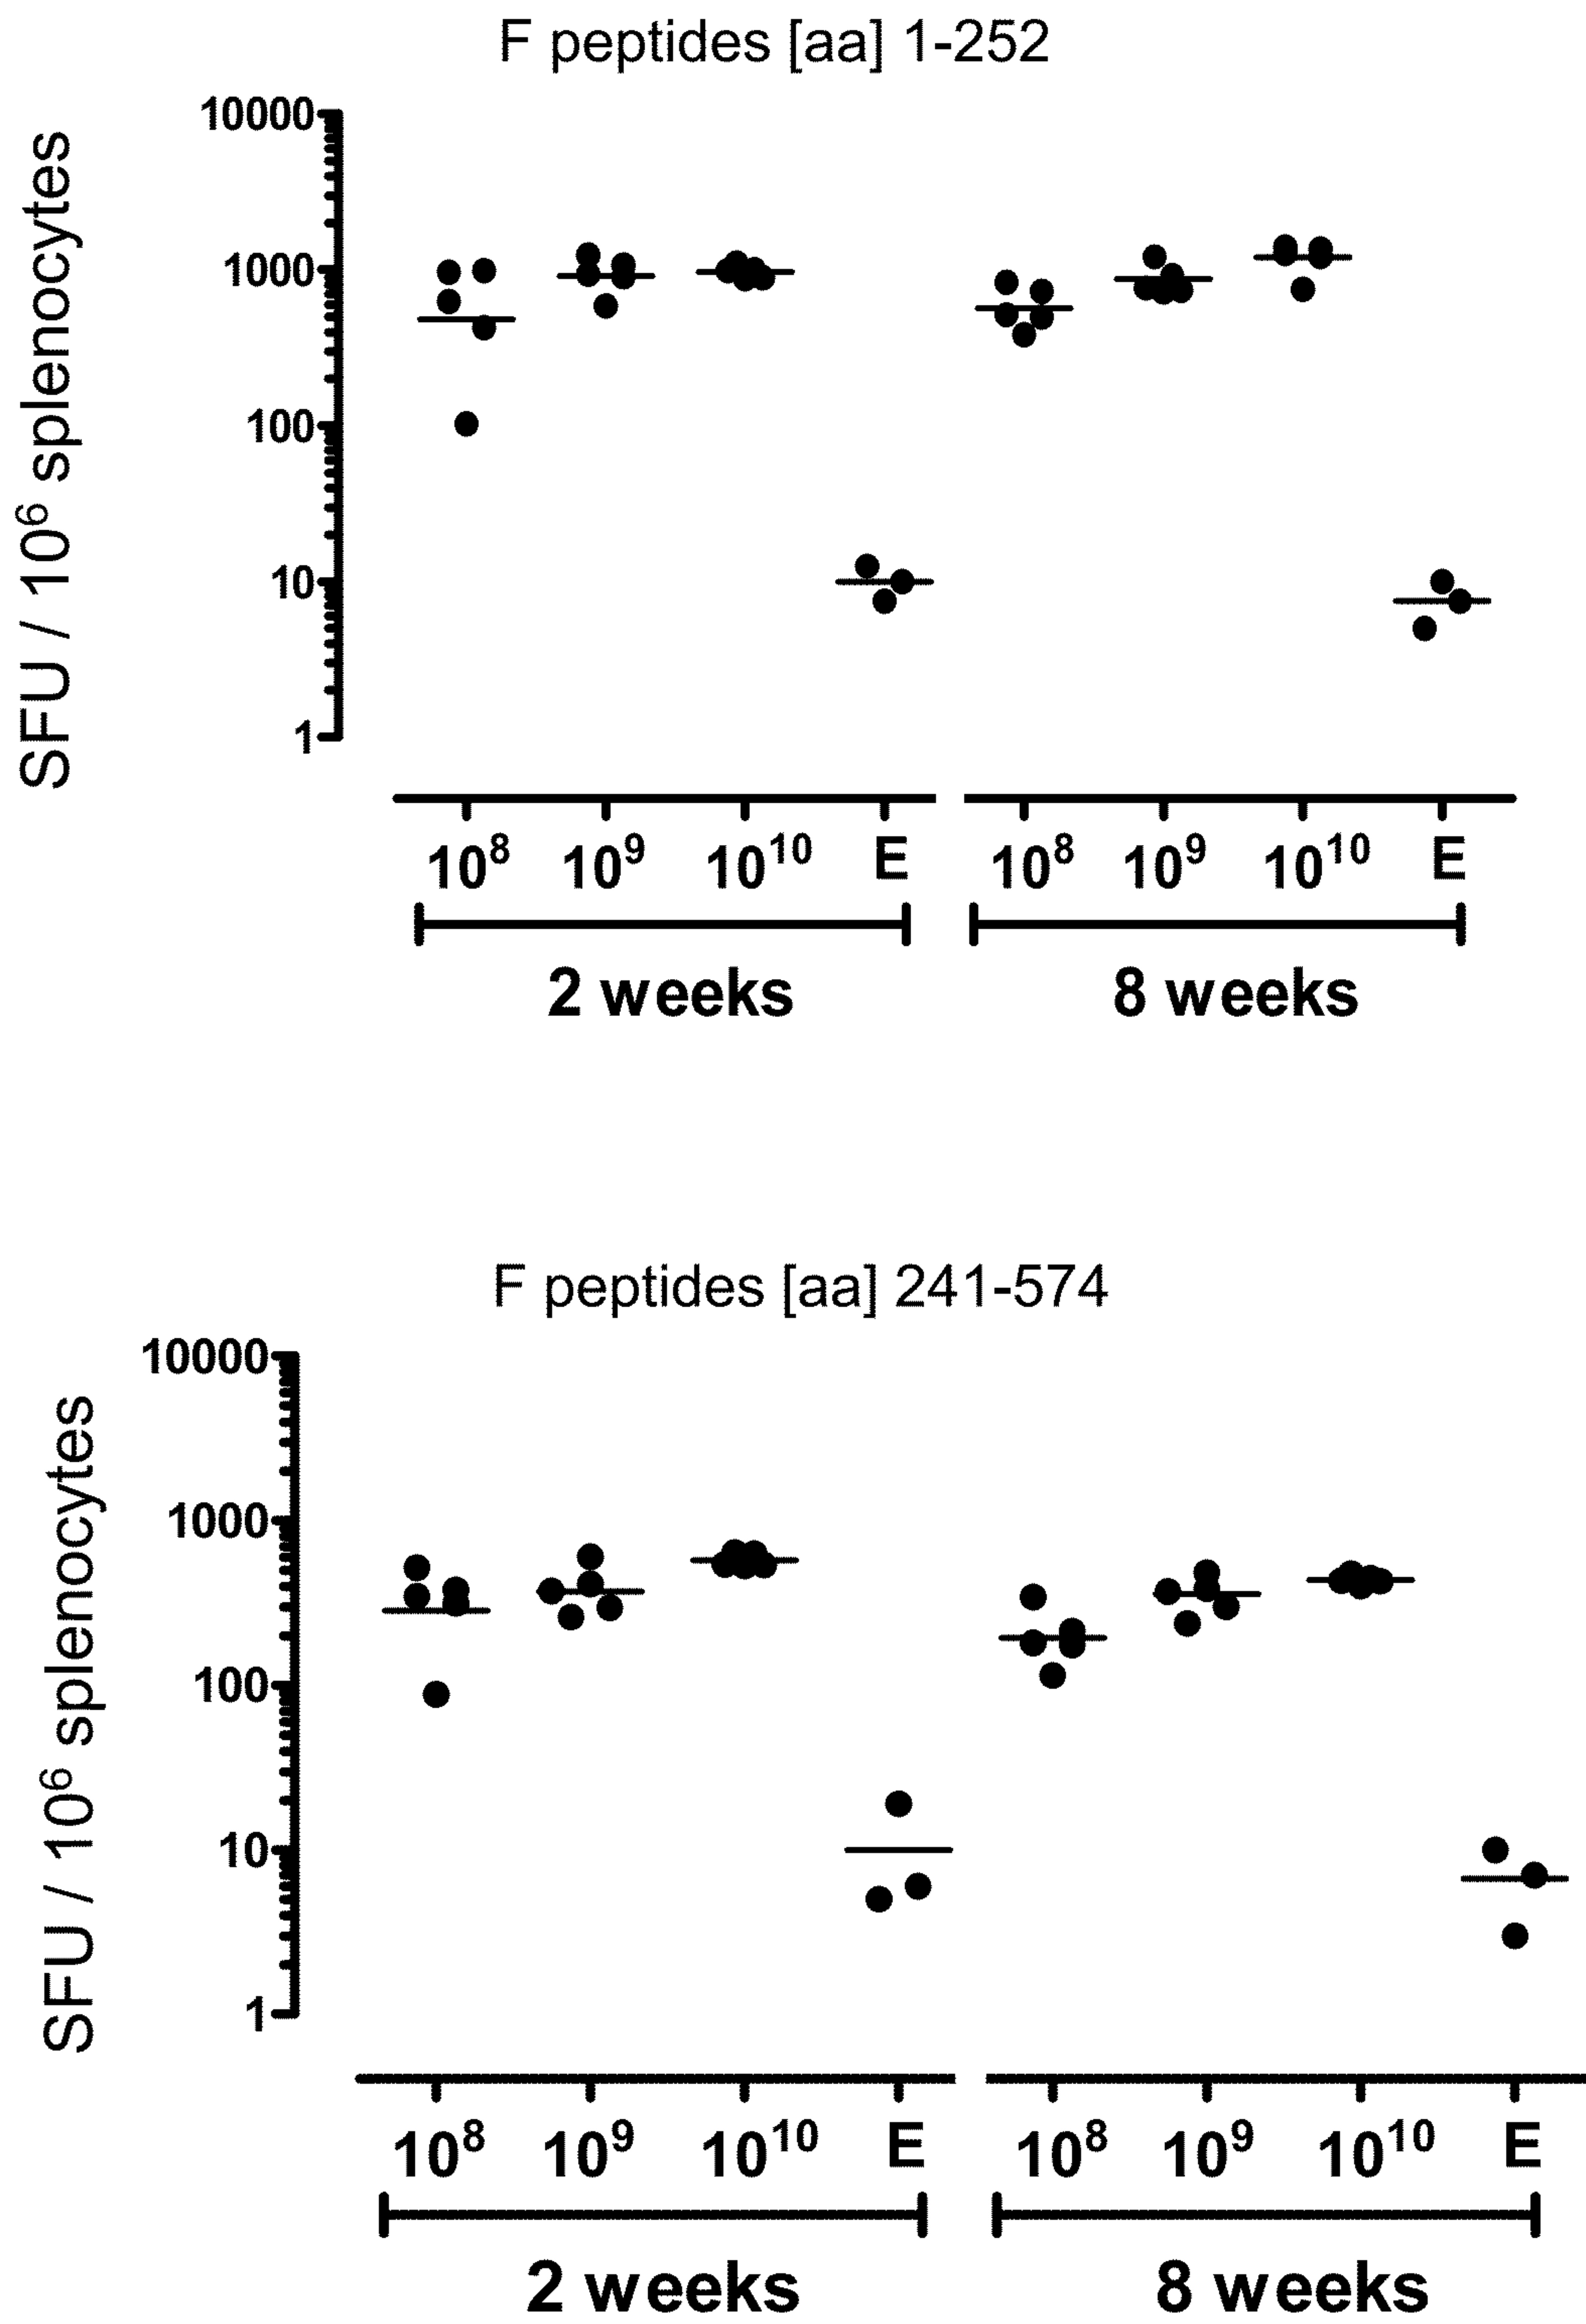 F peptides [aa] 1-252
SFU / 10⁶ splenocytes
10000
1000
100
10
1
10⁸ 10⁹ 10¹⁰ E 10⁸ 10⁹ 10¹⁰ E
2 weeks 8 weeks
F peptides [aa] 241-574
SFU / 10⁶ splenocytes
10000
1000
100
10
1
10⁸ 10⁹ 10¹⁰ E 10⁸ 10⁹ 10¹⁰ E
2 weeks 8 weeks